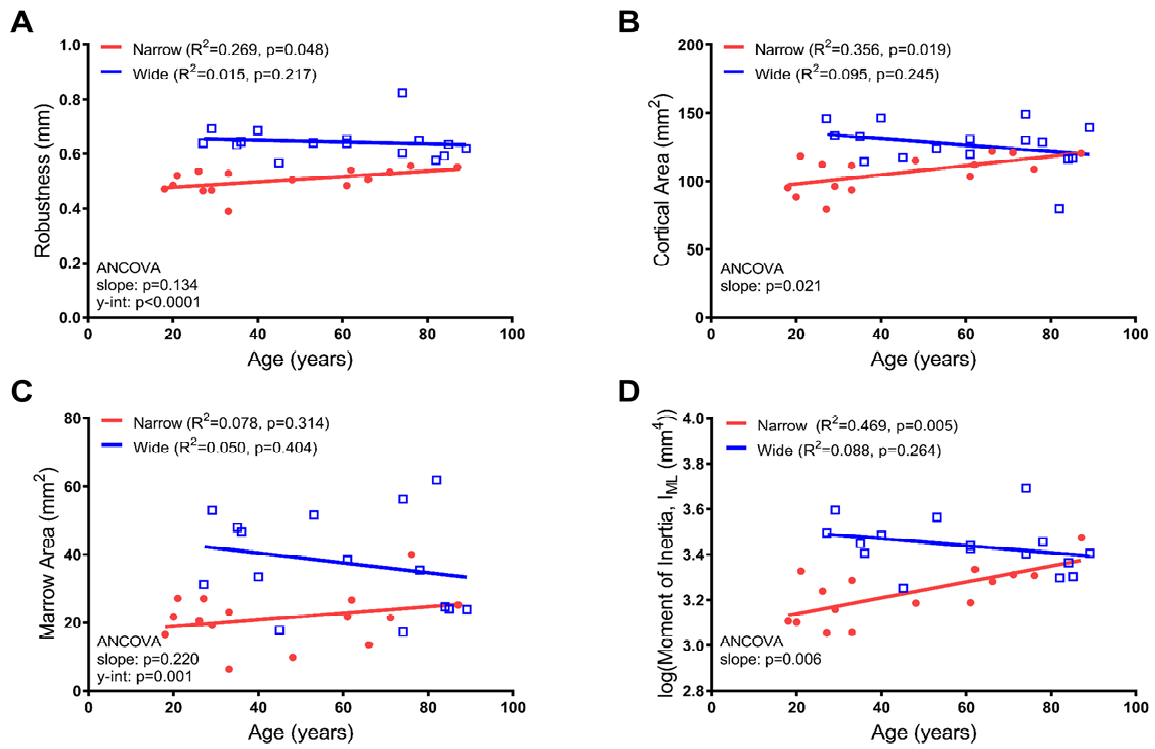 A
Narrow (R²=0.269, p=0.048)
Wide (R²=0.015, p=0.217)
1.0
0.8
0.6
0.4
0.2
0.0
Robustness (mm)
ANCOVA
slope: p=0.134
y-int: p<0.0001
0 20 40 60 80 100
Age (years)
B
Narrow (R²=0.356, p=0.019)
Wide (R²=0.095, p=0.245)
200
150
100
50
0
Cortical Area (mm²)
ANCOVA
slope: p=0.021
0 20 40 60 80 100
Age (years)
C
Narrow (R²=0.078, p=0.314)
Wide (R²=0.050, p=0.404)
80
60
40
20
0
Marrow Area (mm²)
ANCOVA
slope: p=0.220
y-int: p=0.001
0 20 40 60 80 100
Age (years)
D
Narrow (R²=0.469, p=0.005)
Wide (R²=0.088, p=0.264)
4.0
3.6
3.4
3.2
3.0
2.8
log(Moment of Inertia, I_ML (mm⁴))
ANCOVA
slope: p=0.006
0 20 40 60 80 100
Age (years)